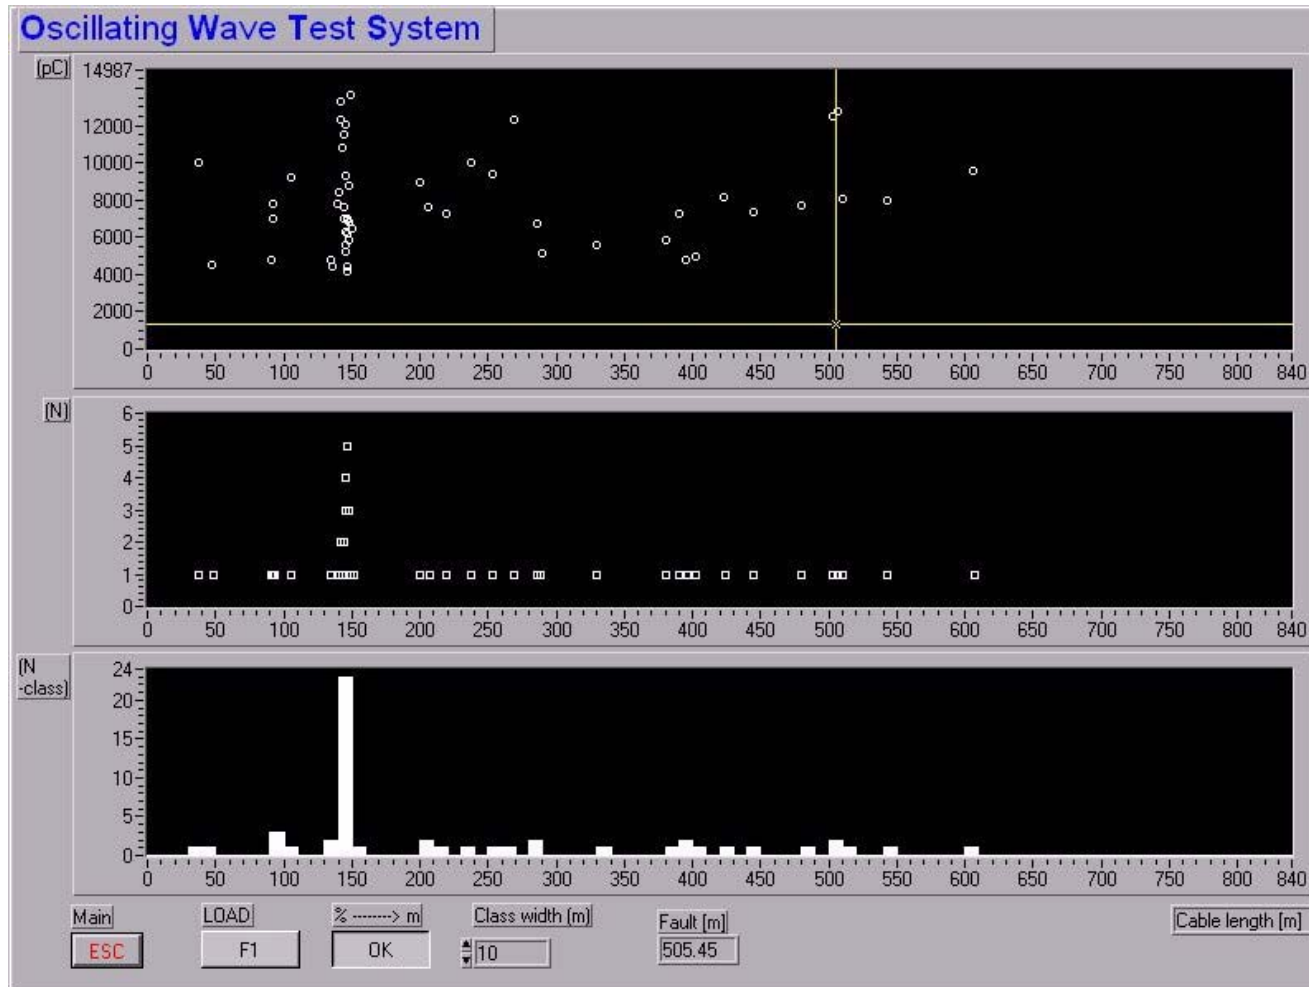 Oscillating Wave Test System
(pC)
14987
12000
10000
8000
6000
4000
2000
0
0 50 100 150 200 250 300 350 400 450 500 550 600 650 700 750 800 840
(N)
6
5
4
3
2
1
0
0 50 100 150 200 250 300 350 400 450 500 550 600 650 700 750 800 840
(N
-class)
24
20
15
10
5
0
0 50 100 150 200 250 300 350 400 450 500 550 600 650 700 750 800 840
Main LOAD % -------> m Class width (m) Fault [m] Cable length [m]
ESC F1 OK 10 505.45